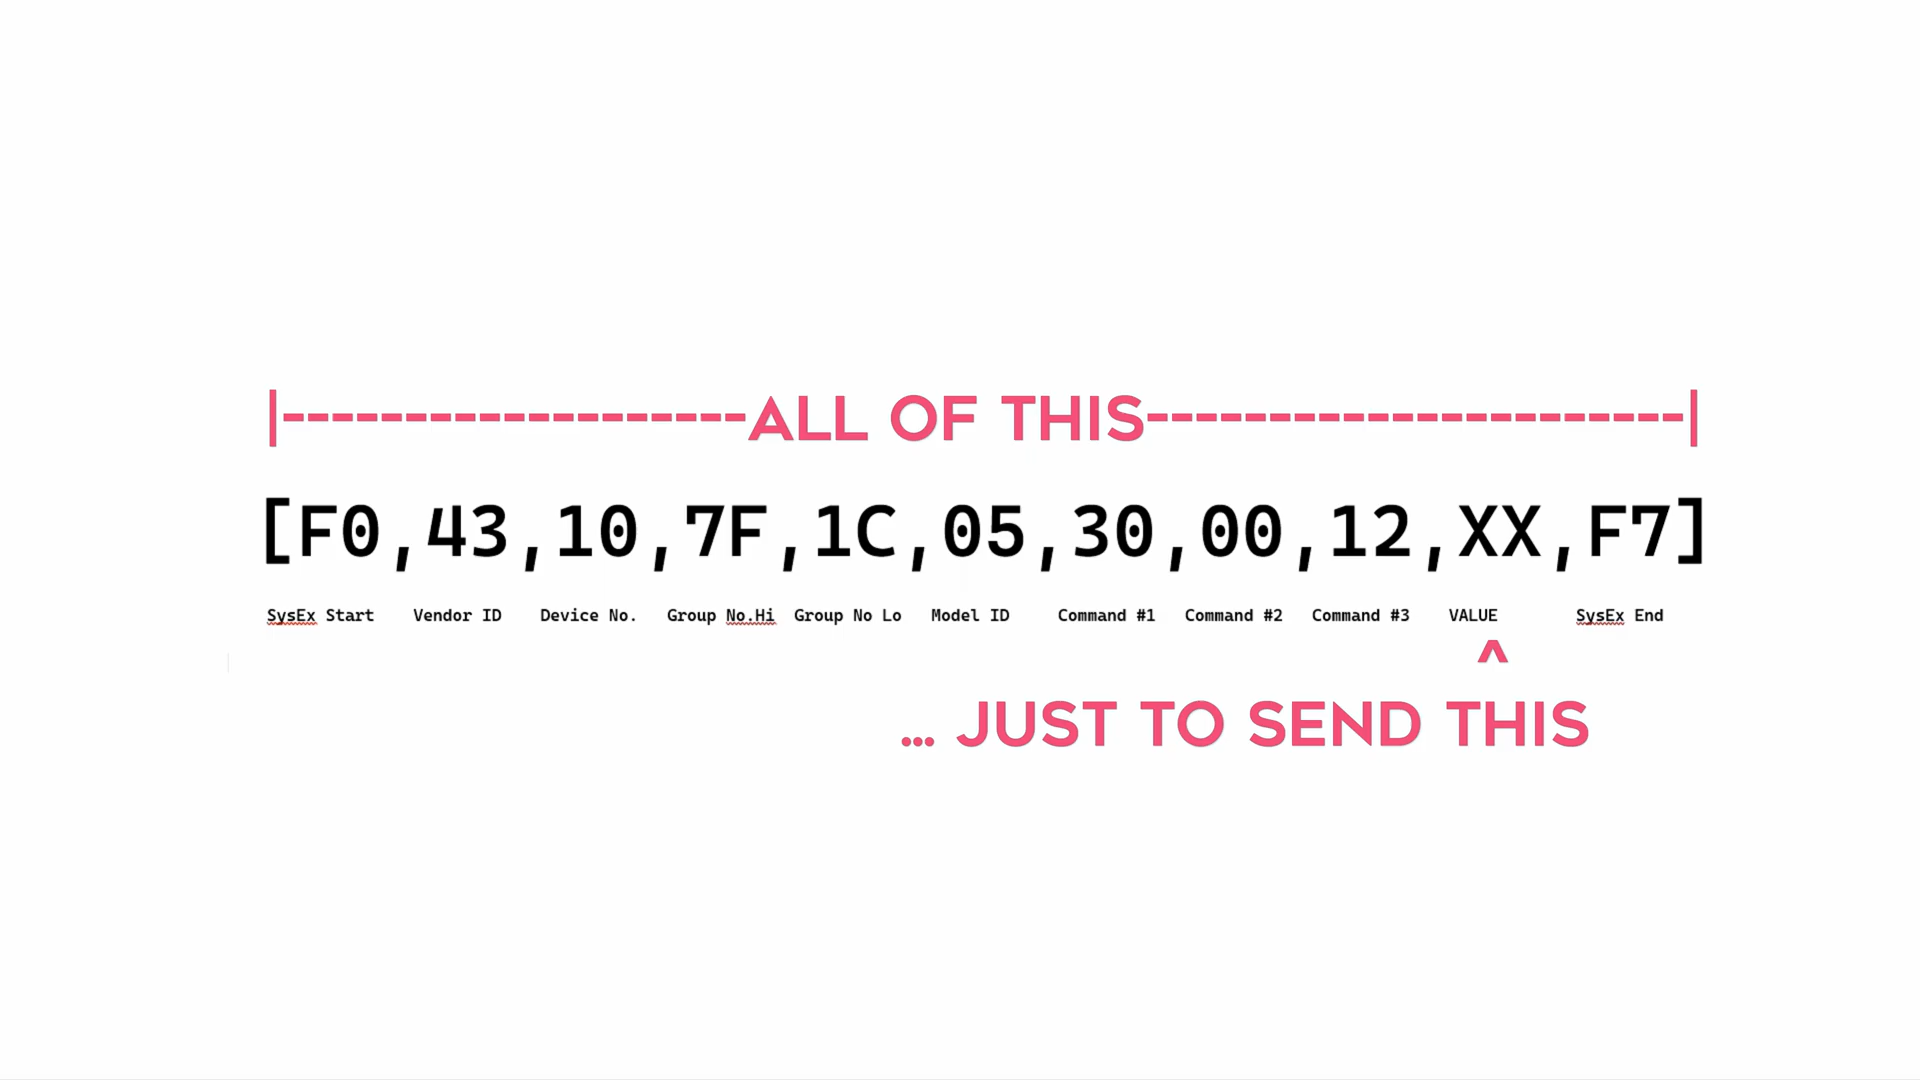 |-------------------ALL OF THIS----------------------|
[F0,43,10,7F,1C,05,30,00,12,XX,F7]
SysEx Start Vendor ID Device No. Group No.Hi Group No Lo Model ID Command #1 Command #2 Command #3 VALUE SysEx End
^
... JUST TO SEND THIS